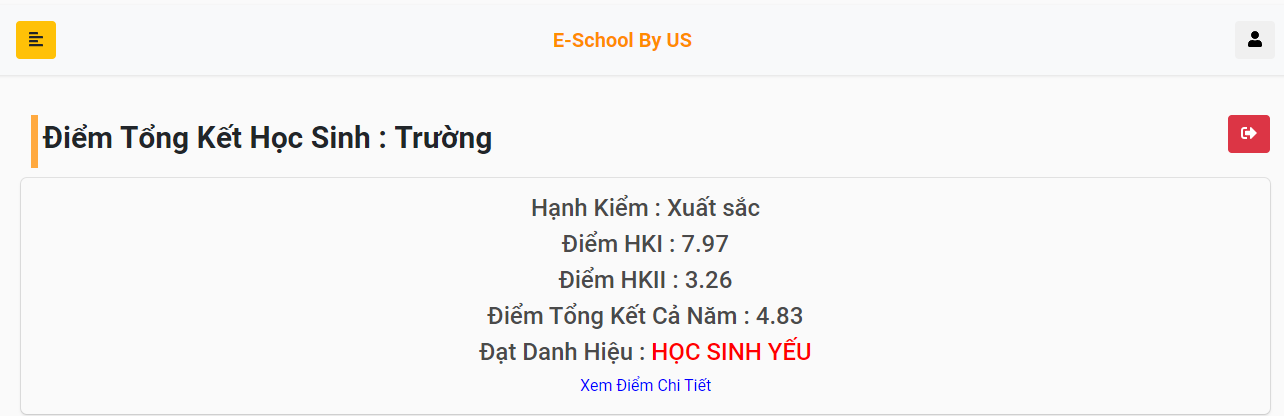 E-School By US
Điểm Tổng Kết Học Sinh : Trường
Hạnh Kiểm : Xuất sắc
Điểm HKI : 7.97
Điểm HKII : 3.26
Điểm Tổng Kết Cả Năm : 4.83
Đạt Danh Hiệu : HỌC SINH YẾU
Xem Điểm Chi Tiết